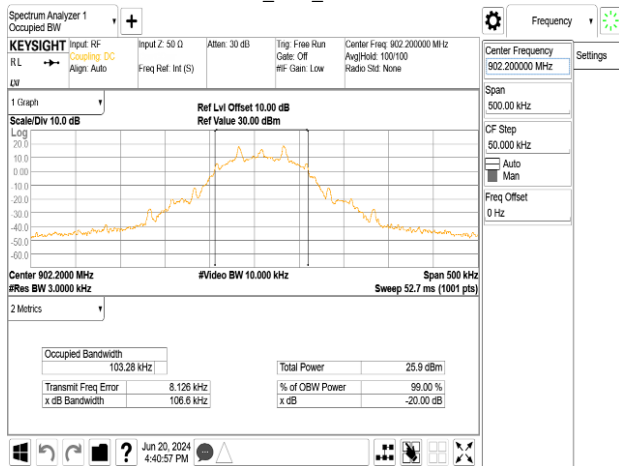 Spectrum Analyzer 1
Occupied BW
Frequency
KEYSIGHT Input: RF Input Z: 50 Ω Atten: 30 dB Trig: Free Run Center Freq: 902.200000 MHz
RL Coupling: DC Gate: Off Avg|Hold: 100/100
Align: Auto Freq Ref: Int (S) #IF Gain: Low Radio Std: None
LXI
Center Frequency
902.200000 MHz
Settings
Span
500.00 kHz
CF Step
50.000 kHz
Auto
Man
Freq Offset
0 Hz
1 Graph
Ref Lvl Offset 10.00 dB
Scale/Div 10.0 dB Ref Value 30.00 dBm
Log
20.0
10.0
0.00
-10.0
-20.0
-30.0
-40.0
-50.0
-60.0
Center 902.2000 MHz #Video BW 10.000 kHz Span 500 kHz
#Res BW 3.0000 kHz Sweep 52.7 ms (1001 pts)
2 Metrics
Occupied Bandwidth
103.28 kHz Total Power 25.9 dBm
Transmit Freq Error 8.126 kHz % of OBW Power 99.00 %
x dB Bandwidth 106.6 kHz x dB -20.00 dB
Jun 20, 2024
4:40:57 PM